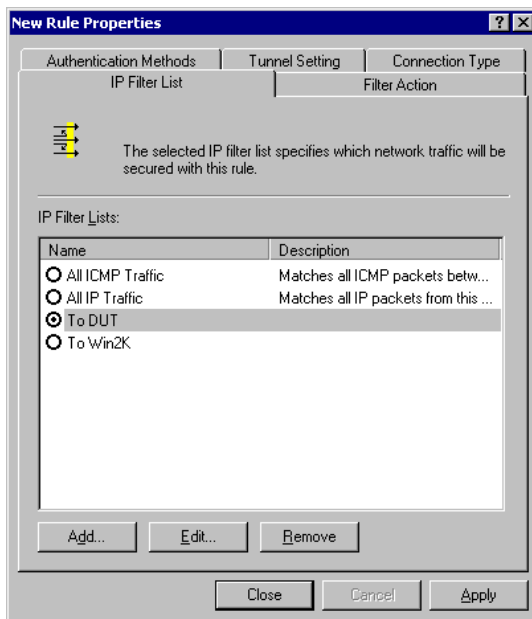 New Rule Properties
Authentication Methods Tunnel Setting Connection Type
IP Filter List Filter Action
The selected IP filter list specifies which network traffic will be
secured with this rule.
IP Filter Lists:
Name Description
All ICMP Traffic Matches all ICMP packets betw...
All IP Traffic Matches all IP packets from this ...
To DUT
To Win2K
Add... Edit... Remove
Close Cancel Apply